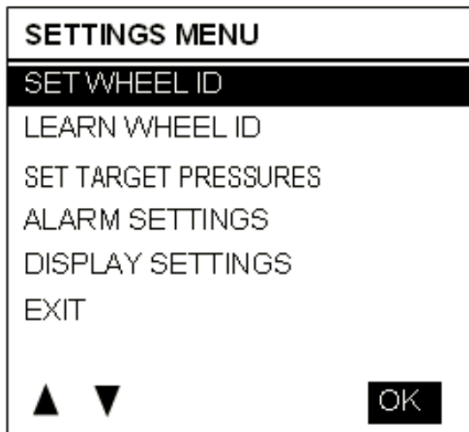 SETTINGS MENU
SET WHEEL ID
LEARN WHEEL ID
SET TARGET PRESSURES
ALARM SETTINGS
DISPLAY SETTINGS
EXIT
OK